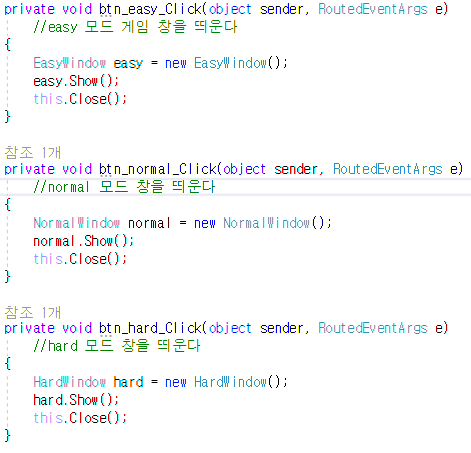 private void btn_easy_Click(object sender, RoutedEventArgs e)
//easy 모드 게임 창을 띄운다
{
EasyWindow easy = new EasyWindow();
easy.Show();
this.Close();
}
참조 1개
private void btn_normal_Click(object sender, RoutedEventArgs e)
//normal 모드 창을 띄운다
{
NormalWindow normal = new NormalWindow();
normal.Show();
this.Close();
}
참조 1개
private void btn_hard_Click(object sender, RoutedEventArgs e)
//hard 모드 창을 띄운다
{
HardWindow hard = new HardWindow();
hard.Show();
this.Close();
}